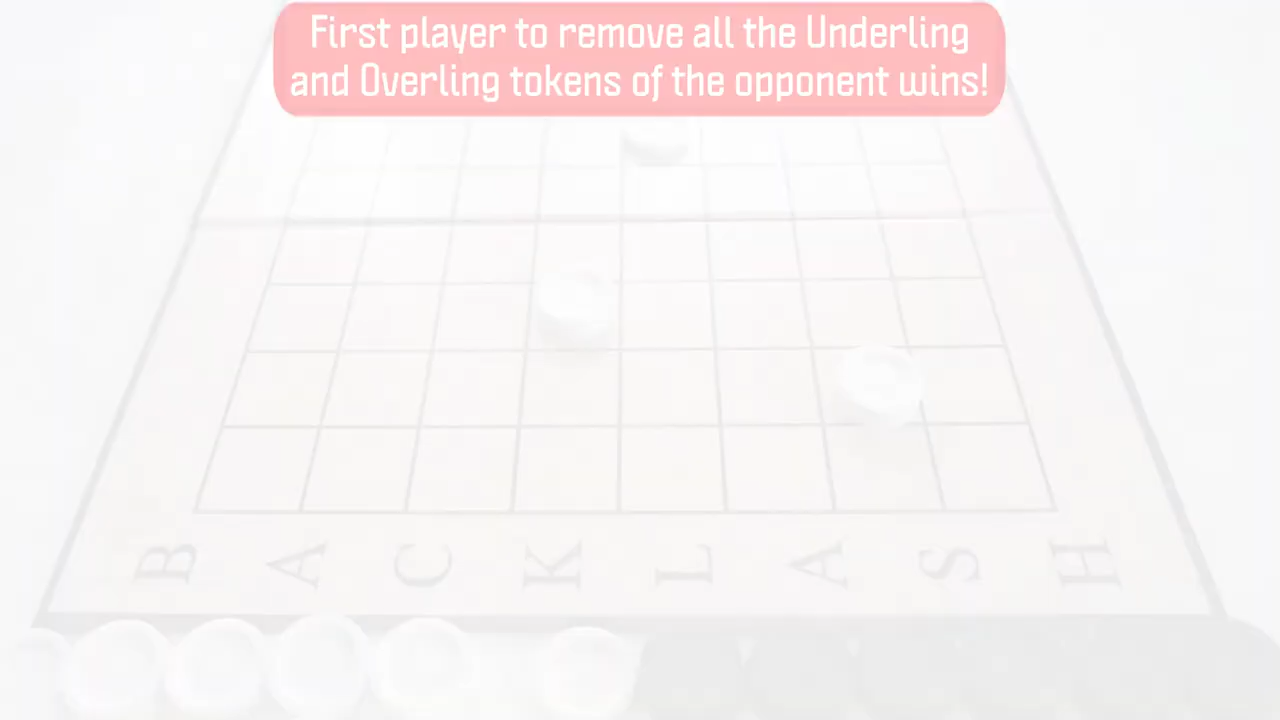 First player to remove all the Underling
and Overling tokens of the opponent wins!
B A C K L A S H